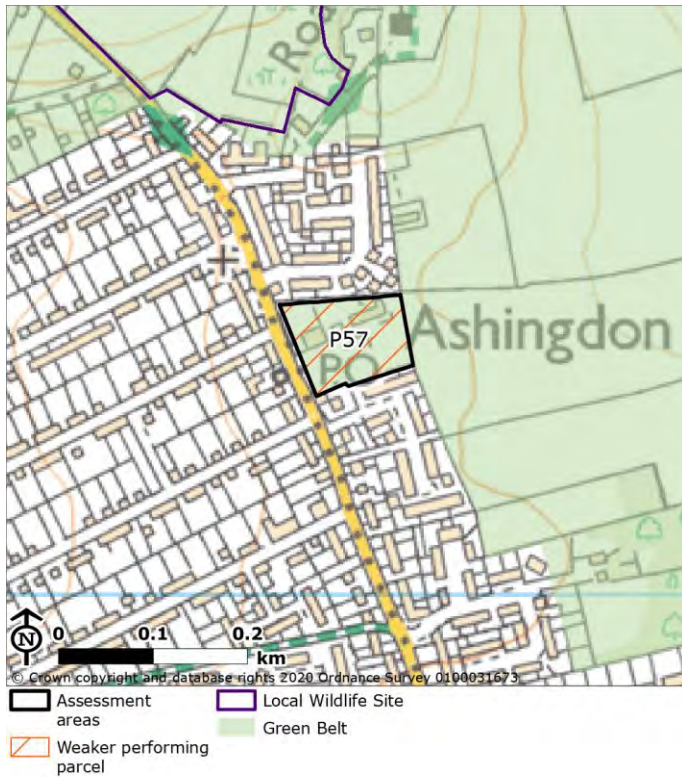 Ro
P57
Ashingdon
PO
N
0 0.1 0.2
km
© Crown copyright and database rights 2020 Ordnance Survey 0100031673
Assessment
areas
Weaker performing
parcel
Local Wildlife Site
Green Belt